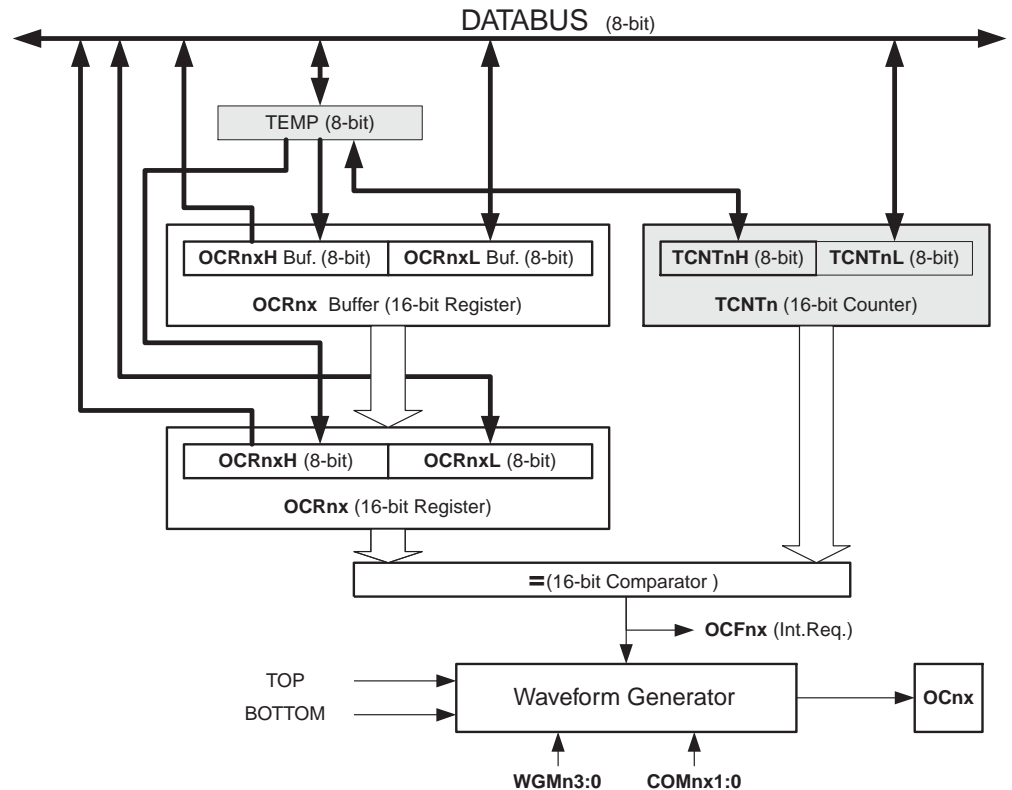 DATABUS (8-bit)
TEMP (8-bit)
OCRnxH Buf. (8-bit) OCRnxL Buf. (8-bit)
OCRnx Buffer (16-bit Register)
TCNTnH (8-bit) TCNTnL (8-bit)
TCNTn (16-bit Counter)
OCRnxH (8-bit) OCRnxL (8-bit)
OCRnx (16-bit Register)
= (16-bit Comparator )
OCFnx (Int.Req.)
TOP
BOTTOM
Waveform Generator
OCnx
WGMn3:0 COMnx1:0